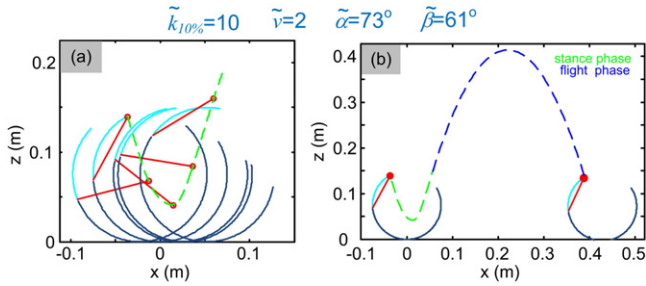 k̃10%=10 ṽ=2 α̃=73° β̃=61°
(a)
z (m)
0.2
0.1
0
-0.1 0 0.1
x (m)
(b)
stance phase
flight phase
z (m)
0.4
0.3
0.2
0.1
0
-0.1 0 0.1 0.2 0.3 0.4 0.5
x (m)